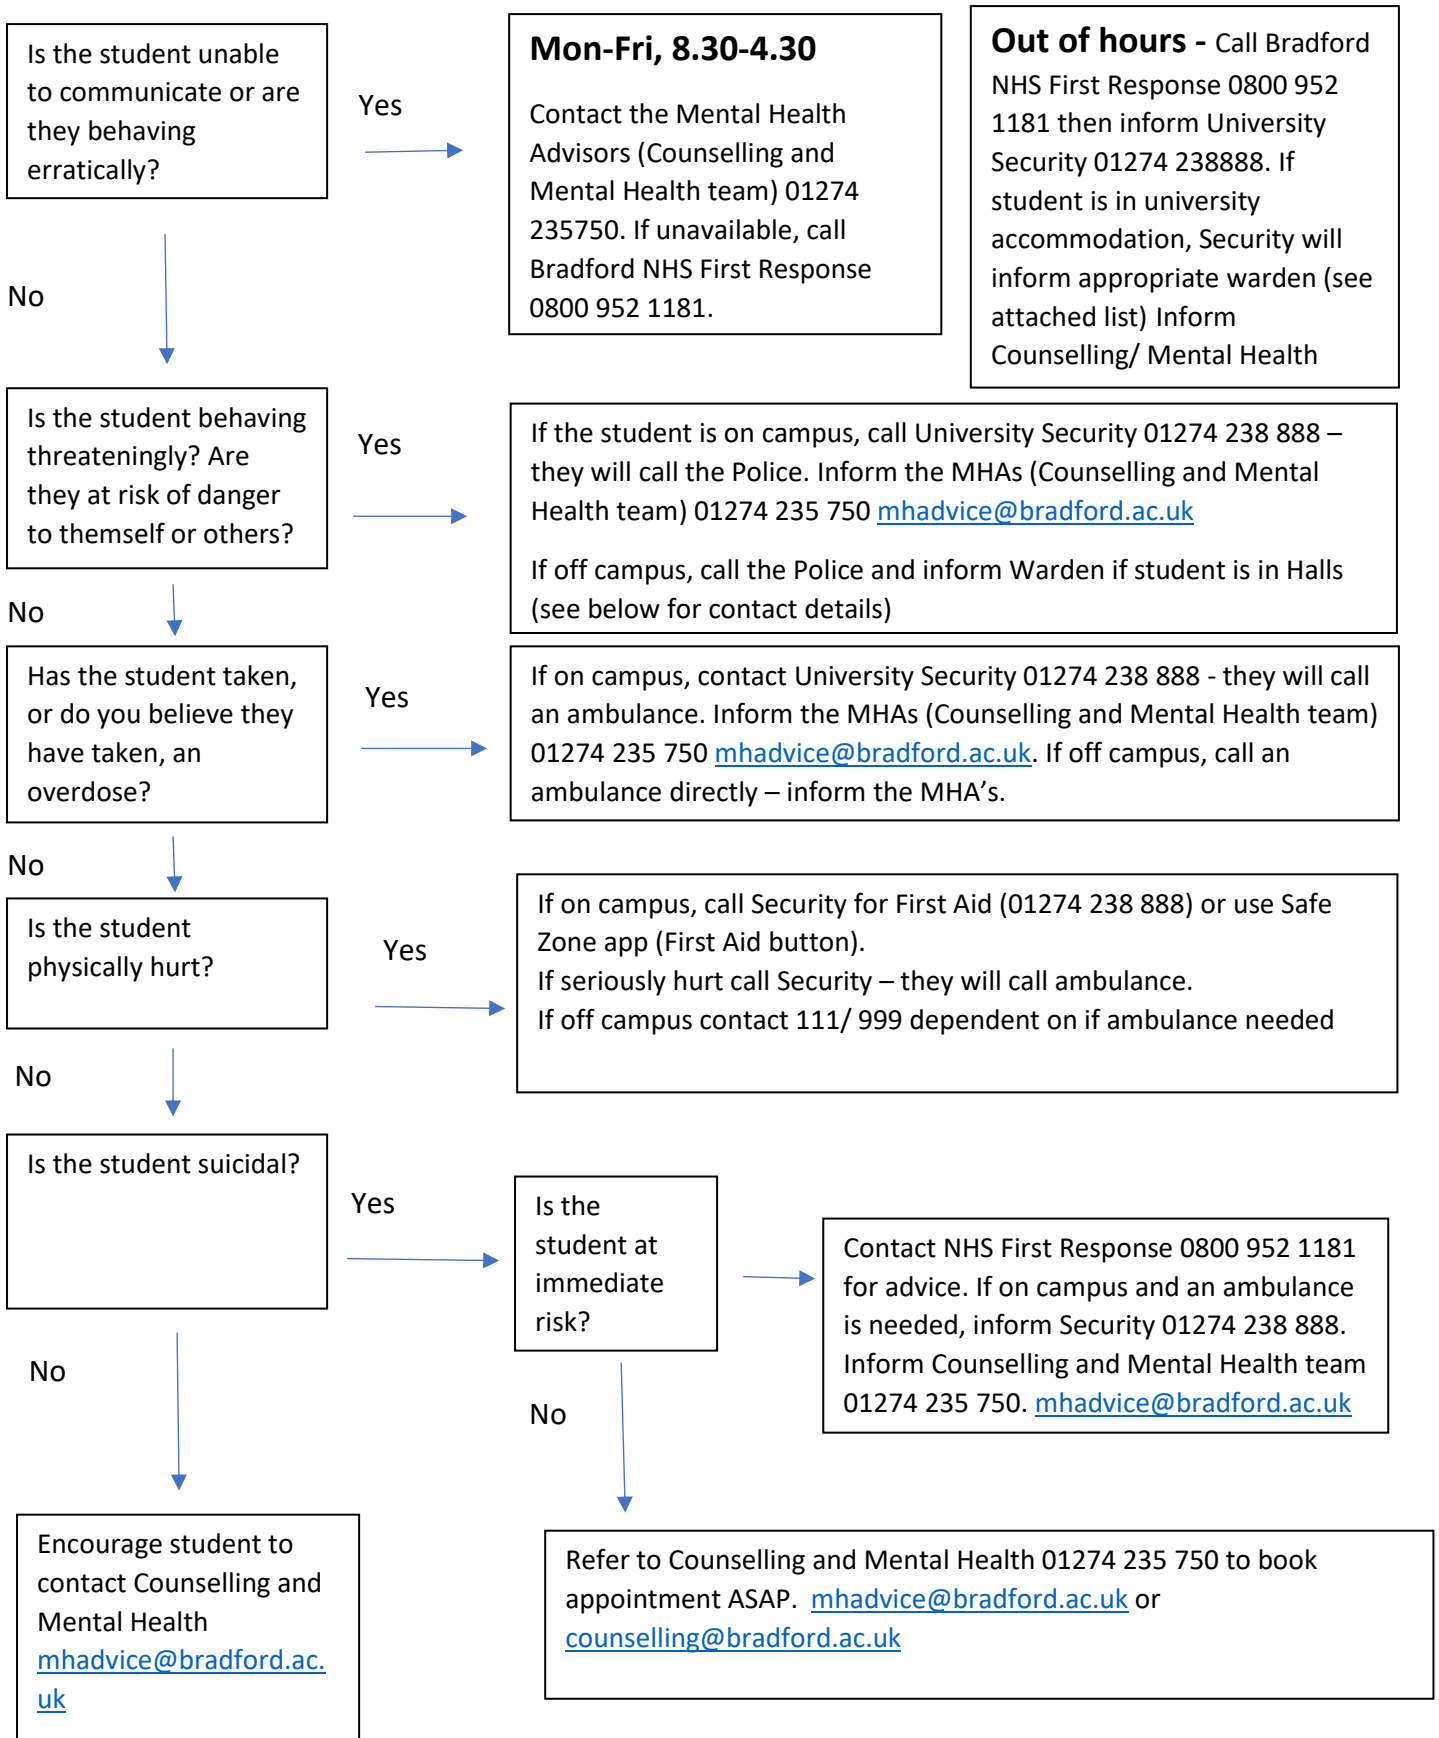 Is the student unable
to communicate or are
they behaving
erratically?
Yes
Mon-Fri, 8.30-4.30
Contact the Mental Health
Advisors (Counselling and
Mental Health team) 01274
235750. If unavailable, call
Bradford NHS First Response
0800 952 1181.
Out of hours - Call Bradford
NHS First Response 0800 952
1181 then inform University
Security 01274 238888. If
student is in university
accommodation, Security will
inform appropriate warden (see
attached list) Inform
Counselling/ Mental Health
No
Is the student behaving
threateningly? Are
they at risk of danger
to themself or others?
Yes
If the student is on campus, call University Security 01274 238 888 –
they will call the Police. Inform the MHAs (Counselling and Mental
Health team) 01274 235 750 mhadvice@bradford.ac.uk
If off campus, call the Police and inform Warden if student is in Halls
(see below for contact details)
No
Has the student taken,
or do you believe they
have taken, an
overdose?
Yes
If on campus, contact University Security 01274 238 888 - they will call
an ambulance. Inform the MHAs (Counselling and Mental Health team)
01274 235 750 mhadvice@bradford.ac.uk. If off campus, call an
ambulance directly – inform the MHA’s.
No
Is the student
physically hurt?
Yes
If on campus, call Security for First Aid (01274 238 888) or use Safe
Zone app (First Aid button).
If seriously hurt call Security – they will call ambulance.
If off campus contact 111/ 999 dependent on if ambulance needed
No
Is the student suicidal?
Yes
Is the
student at
immediate
risk?
Contact NHS First Response 0800 952 1181
for advice. If on campus and an ambulance
is needed, inform Security 01274 238 888.
Inform Counselling and Mental Health team
01274 235 750. mhadvice@bradford.ac.uk
No
No
Encourage student to
contact Counselling and
Mental Health
mhadvice@bradford.ac.
uk
Refer to Counselling and Mental Health 01274 235 750 to book
appointment ASAP. mhadvice@bradford.ac.uk or
counselling@bradford.ac.uk